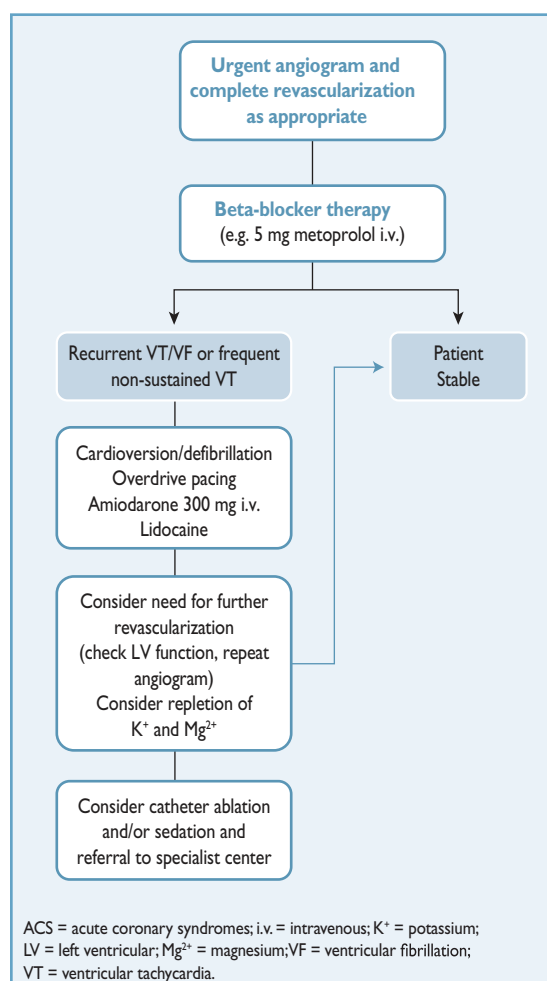 Urgent angiogram and
complete revascularization
as appropriate
Beta-blocker therapy
(e.g. 5 mg metoprolol i.v.)
Recurrent VT/VF or frequent
non-sustained VT
Patient
Stable
Cardioversion/defibrillation
Overdrive pacing
Amiodarone 300 mg i.v.
Lidocaine
Consider need for further
revascularization
(check LV function, repeat
angiogram)
Consider repletion of
K⁺ and Mg²⁺
Consider catheter ablation
and/or sedation and
referral to specialist center
ACS = acute coronary syndromes; i.v. = intravenous; K⁺ = potassium;
LV = left ventricular; Mg²⁺ = magnesium; VF = ventricular fibrillation;
VT = ventricular tachycardia.